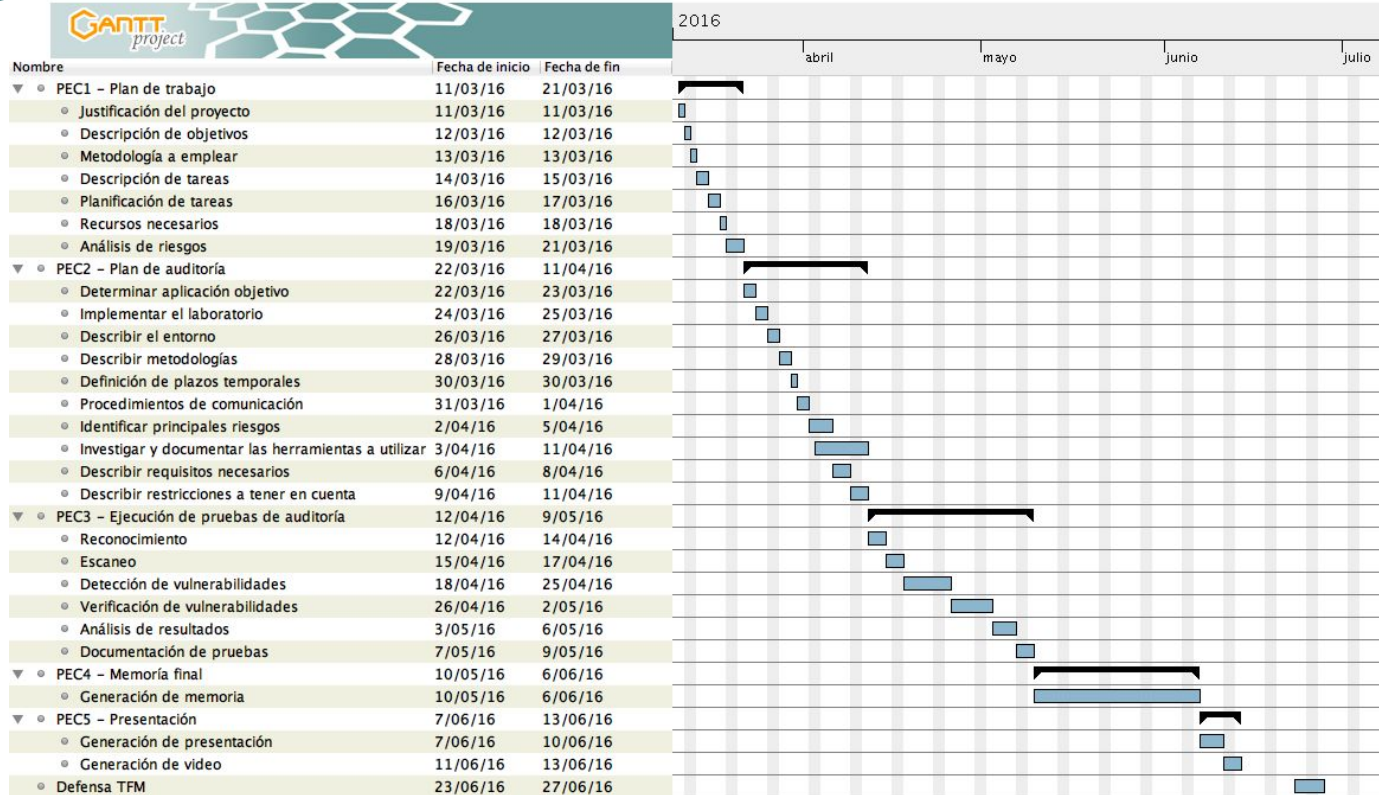 GANTT
project
2016
abril mayo junio julio
Nombre Fecha de inicio Fecha de fin
PEC1 – Plan de trabajo 11/03/16 21/03/16
Justificación del proyecto 11/03/16 11/03/16
Descripción de objetivos 12/03/16 12/03/16
Metodología a emplear 13/03/16 13/03/16
Descripción de tareas 14/03/16 15/03/16
Planificación de tareas 16/03/16 17/03/16
Recursos necesarios 18/03/16 18/03/16
Análisis de riesgos 19/03/16 21/03/16
PEC2 – Plan de auditoría 22/03/16 11/04/16
Determinar aplicación objetivo 22/03/16 23/03/16
Implementar el laboratorio 24/03/16 25/03/16
Describir el entorno 26/03/16 27/03/16
Describir metodologías 28/03/16 29/03/16
Definición de plazos temporales 30/03/16 30/03/16
Procedimientos de comunicación 31/03/16 1/04/16
Identificar principales riesgos 2/04/16 5/04/16
Investigar y documentar las herramientas a utilizar 3/04/16 11/04/16
Describir requisitos necesarios 6/04/16 8/04/16
Describir restricciones a tener en cuenta 9/04/16 11/04/16
PEC3 – Ejecución de pruebas de auditoría 12/04/16 9/05/16
Reconocimiento 12/04/16 14/04/16
Escaneo 15/04/16 17/04/16
Detección de vulnerabilidades 18/04/16 25/04/16
Verificación de vulnerabilidades 26/04/16 2/05/16
Análisis de resultados 3/05/16 6/05/16
Documentación de pruebas 7/05/16 9/05/16
PEC4 – Memoría final 10/05/16 6/06/16
Generación de memoria 10/05/16 6/06/16
PEC5 – Presentación 7/06/16 13/06/16
Generación de presentación 7/06/16 10/06/16
Generación de video 11/06/16 13/06/16
Defensa TFM 23/06/16 27/06/16